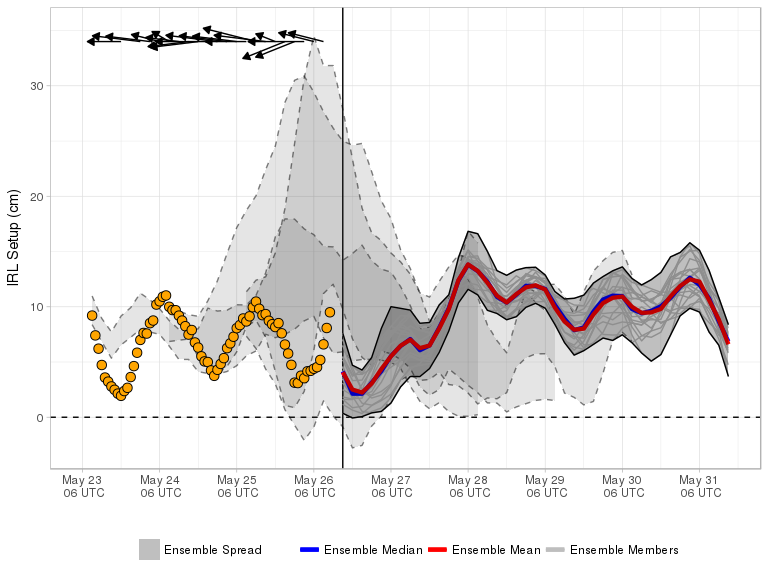 IRL Setup (cm)
30
20
10
0
May 23 May 24 May 25 May 26 May 27 May 28 May 29 May 30 May 31
06 UTC 06 UTC 06 UTC 06 UTC 06 UTC 06 UTC 06 UTC 06 UTC 06 UTC
Ensemble Spread Ensemble Median Ensemble Mean Ensemble Members